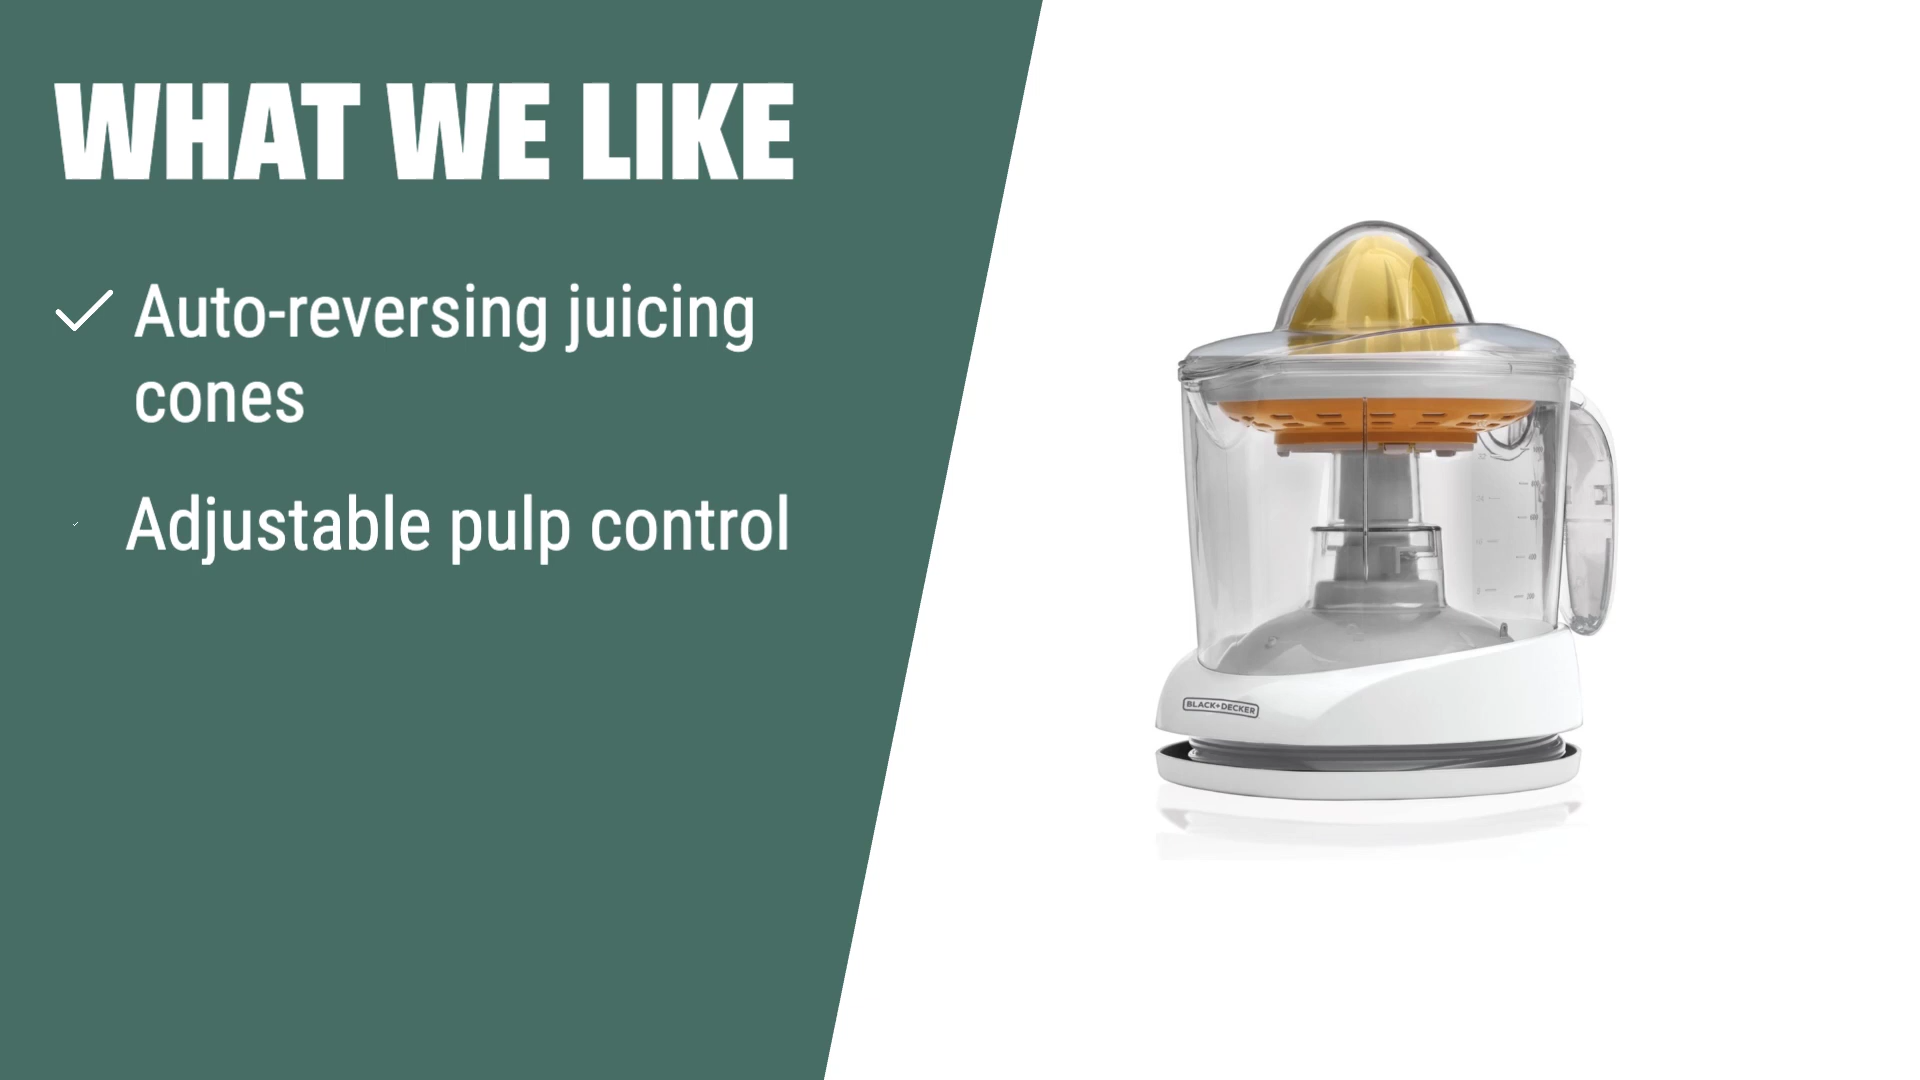 WHAT WE LIKE
Auto-reversing juicing
cones
Adjustable pulp control
BLACK+DECKER